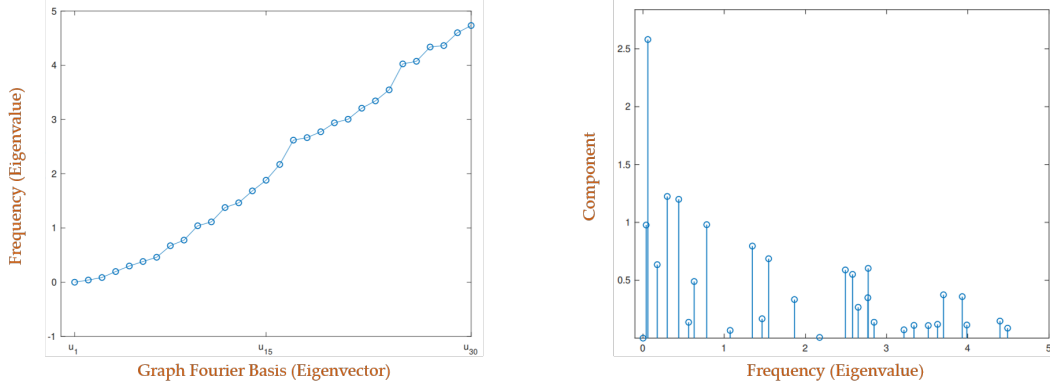 5
4
3
2
1
0
-1
u1
u15
u30
Frequency (Eigenvalue)
Graph Fourier Basis (Eigenvector)
2.5
2
1.5
1
0.5
0
1
2
3
4
5
Component
Frequency (Eigenvalue)